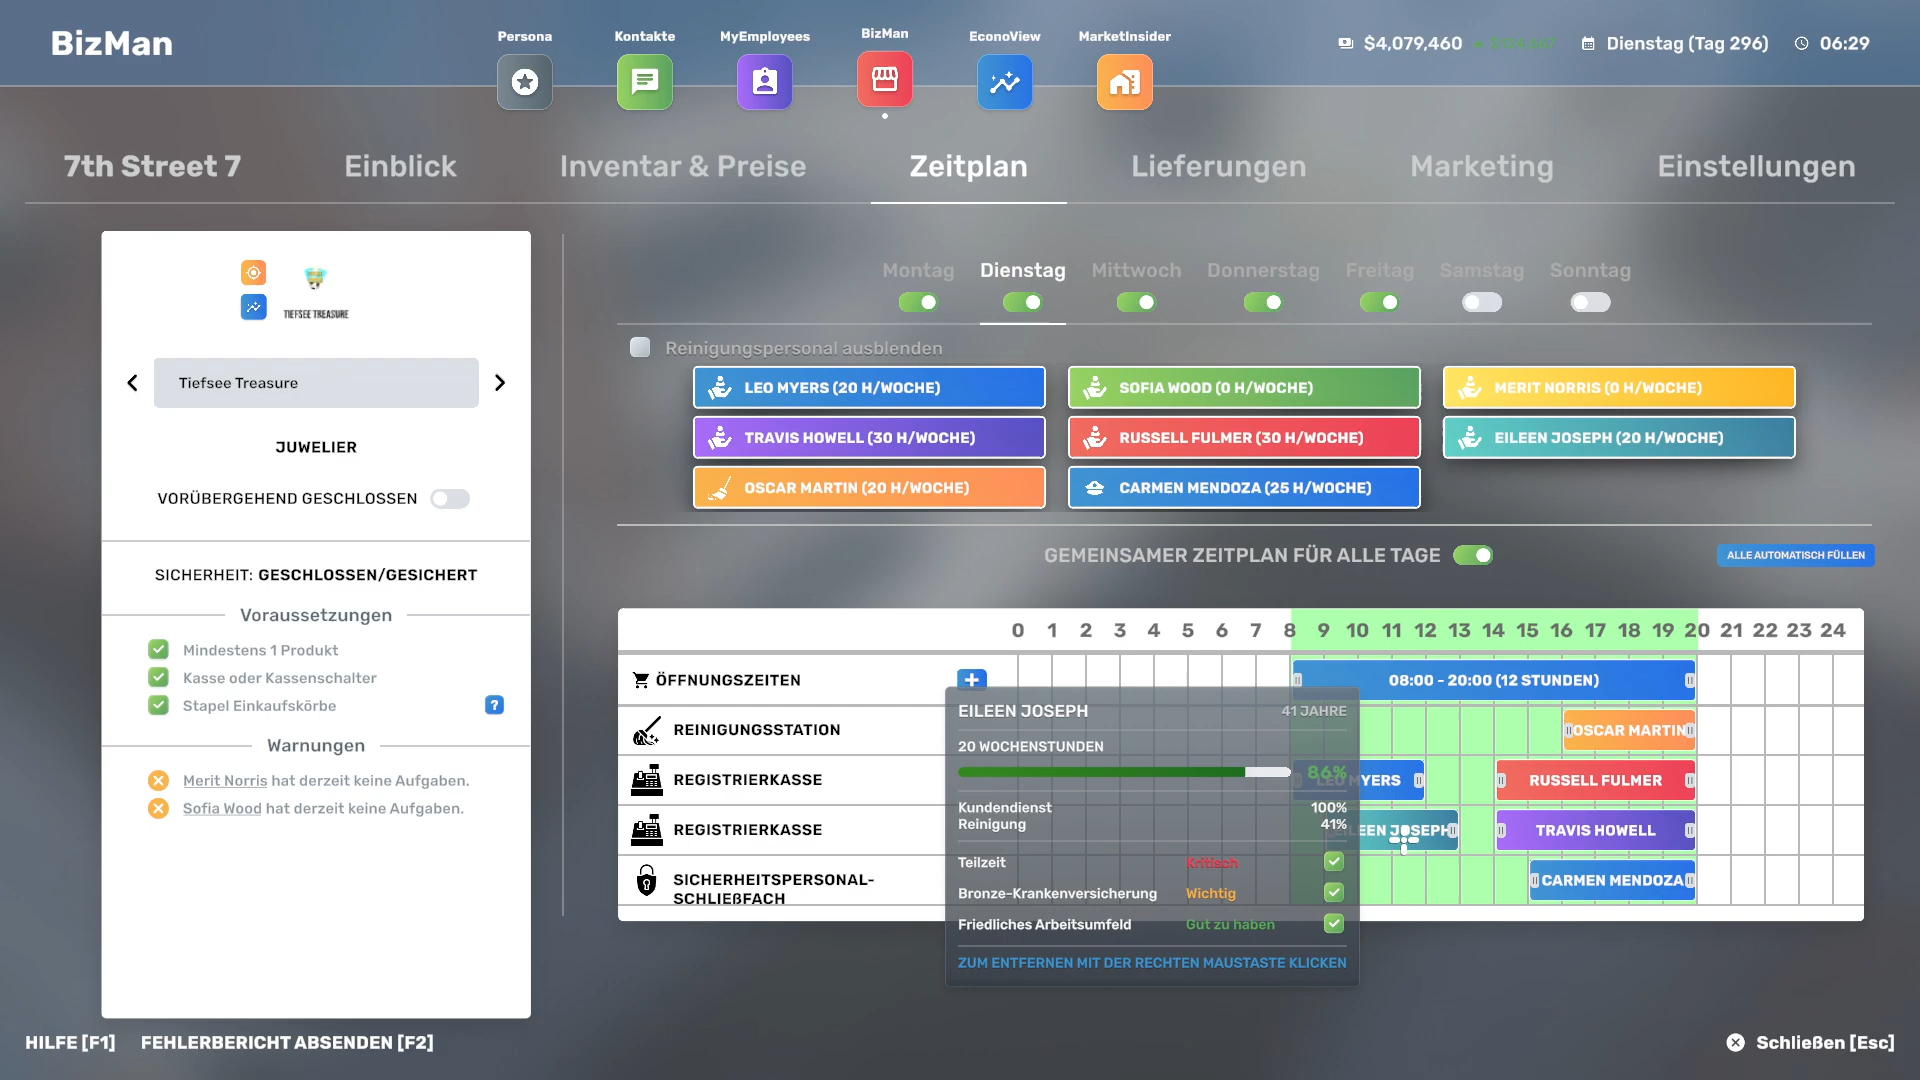 BizMan
Persona
Kontakte
MyEmployees
BizMan
EconoView
MarketInsider
$4,079,460
Dienstag (Tag 296)
06:29
7th Street 7
Einblick
Inventar & Preise
Zeitplan
Lieferungen
Marketing
Einstellungen
TIEFSEE TREASURE
Tiefsee Treasure
JUWELIER
VORÜBERGEHEND GESCHLOSSEN
SICHERHEIT: GESCHLOSSEN/GESICHERT
Voraussetzungen
Mindestens 1 Produkt
Kasse oder Kassenschalter
Stapel Einkaufskörbe
?
Warnungen
Merit Norris hat derzeit keine Aufgaben.
Sofia Wood hat derzeit keine Aufgaben.
Montag Dienstag Mittwoch Donnerstag Freitag Samstag Sonntag
Reinigungspersonal ausblenden
LEO MYERS (20 H/WOCHE)
SOFIA WOOD (0 H/WOCHE)
MERIT NORRIS (0 H/WOCHE)
TRAVIS HOWELL (30 H/WOCHE)
RUSSELL FULMER (30 H/WOCHE)
EILEEN JOSEPH (20 H/WOCHE)
OSCAR MARTIN (20 H/WOCHE)
CARMEN MENDOZA (25 H/WOCHE)
GEMEINSAMER ZEITPLAN FÜR ALLE TAGE
ALLE AUTOMATISCH FÜLLEN
0 1 2 3 4 5 6 7 8 9 10 11 12 13 14 15 16 17 18 19 20 21 22 23 24
ÖFFNUNGSZEITEN
08:00 - 20:00 (12 STUNDEN)
REINIGUNGSSTATION
OSCAR MARTIN
REGISTRIERKASSE
MYERS
RUSSELL FULMER
REGISTRIERKASSE
JOSEPH
TRAVIS HOWELL
SICHERHEITSPERSONAL-
SCHLIEẞFACH
CARMEN MENDOZA
EILEEN JOSEPH
41 JAHRE
20 WOCHENSTUNDEN
86%
Kundendienst 100%
Reinigung 41%
Teilzeit Kritisch
Bronze-Krankenversicherung Wichtig
Friedliches Arbeitsumfeld Gut zu haben
ZUM ENTFERNEN MIT DER RECHTEN MAUSTASTE KLICKEN
HILFE [F1]
FEHLERBERICHT ABSENDEN [F2]
Schließen [Esc]